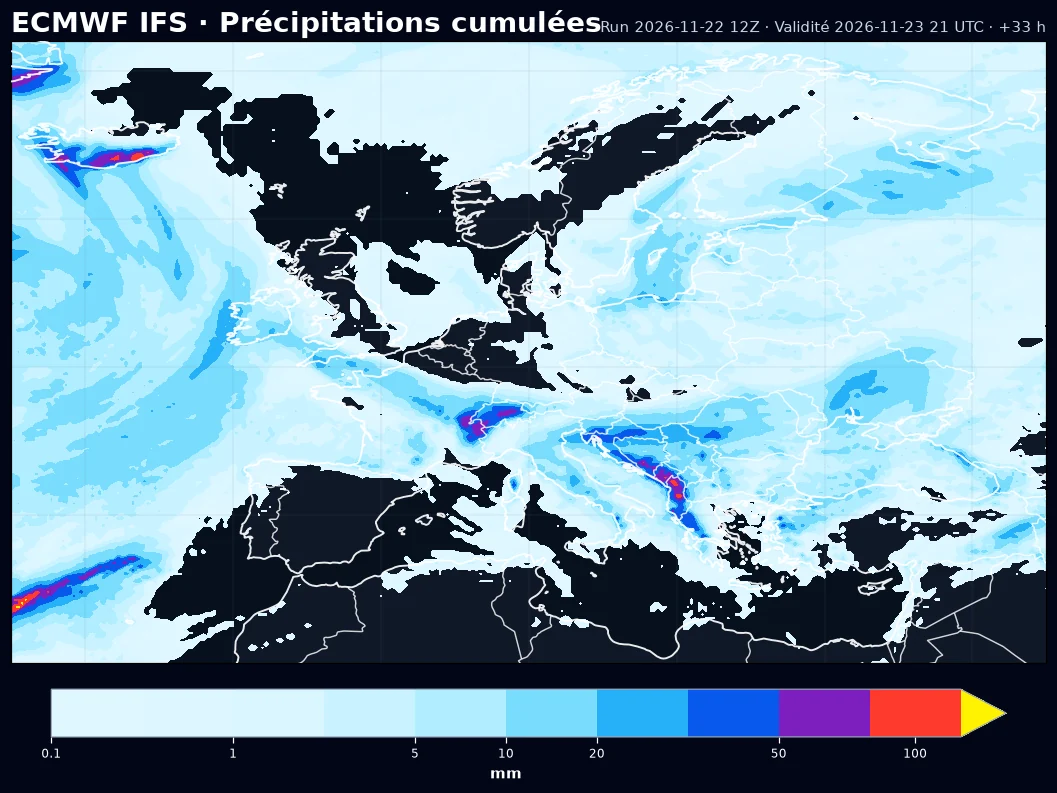 ECMWF IFS · Précipitations cumulées
Run 2026-11-22 12Z · Validité 2026-11-23 21 UTC · +33 h
0.1 1 5 10 20 50 100
mm